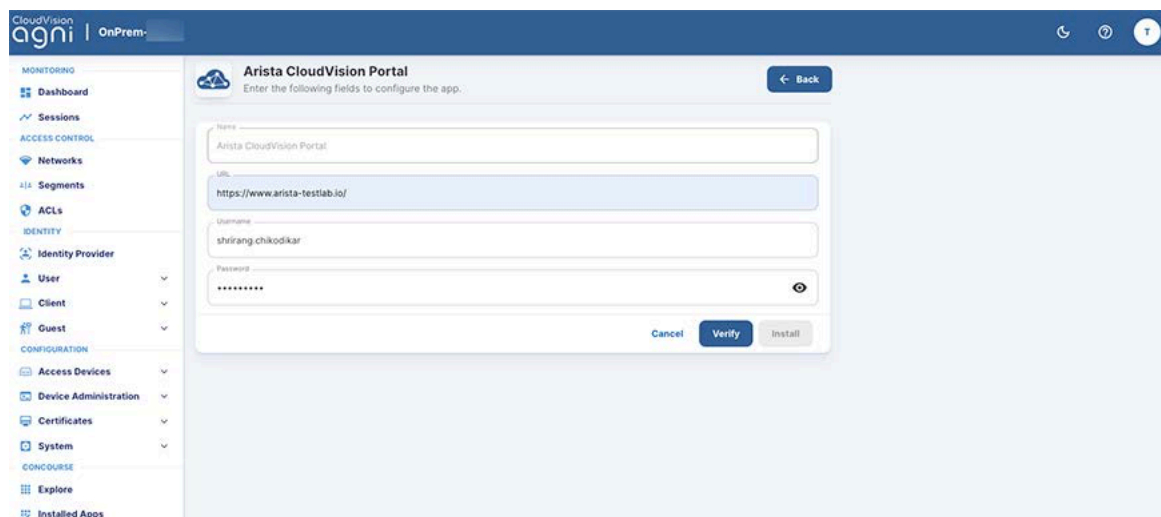 CloudVision
agni | OnPrem-
T
MONITORING
Dashboard
Sessions
ACCESS CONTROL
Networks
Segments
ACLs
IDENTITY
Identity Provider
User
Client
Guest
CONFIGURATION
Access Devices
Device Administration
Certificates
System
CONCOURSE
Explore
Installed Apps
Arista CloudVision Portal
Enter the following fields to configure the app.
Back
Name
Arista CloudVision Portal
URL
https://www.arista-testlab.io/
Username
shrirang.chikodikar
Password
•••••••••
Cancel
Verify
Install